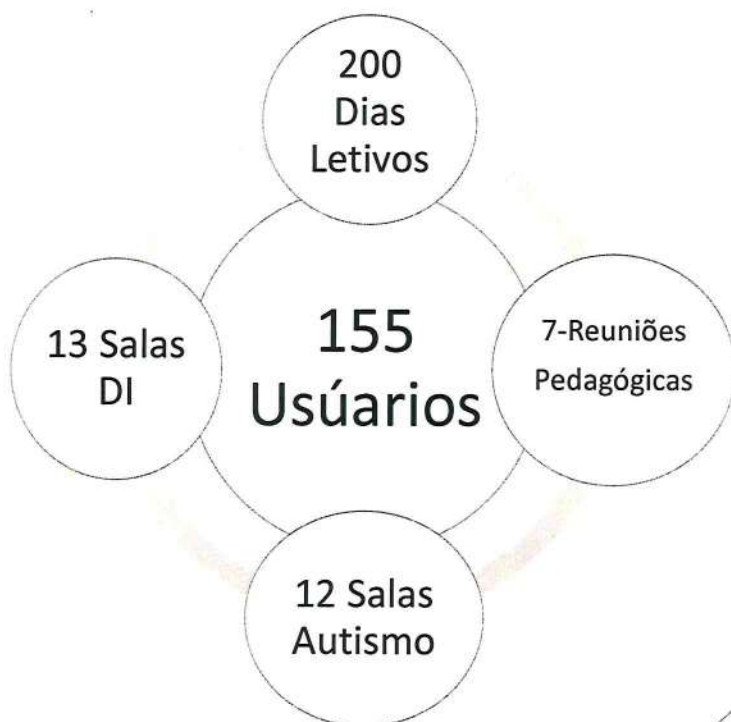 200
Dias
Letivos
13 Salas
DI
155
Usúarios
7-Reuniões
Pedagógicas
12 Salas
Autismo